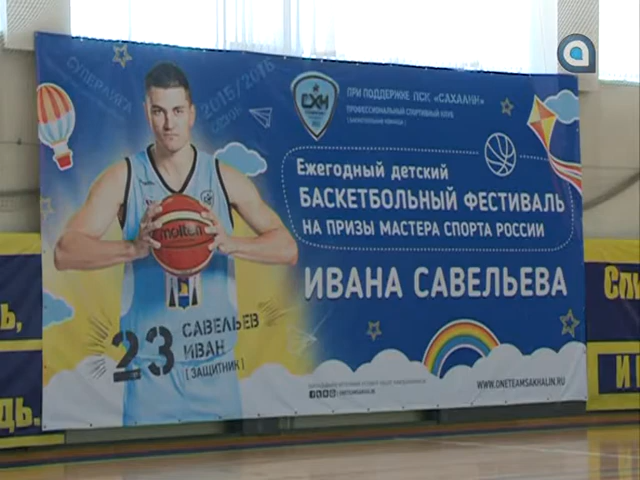 СУПЕРЛИГА
2015/2016
СЕЗОН
СХН
ПРИ ПОДДЕРЖКЕ ПСК «САХАЛИН»
ПРОФЕССИОНАЛЬНЫЙ СПОРТИВНЫЙ КЛУБ
Ежегодный детский
БАСКЕТБОЛЬНЫЙ ФЕСТИВАЛЬ
НА ПРИЗЫ МАСТЕРА СПОРТА РОССИИ
ИВАНА САВЕЛЬЕВА
molten
23
САВЕЛЬЕВ
ИВАН
[ЗАЩИТНИК]
WWW.ONETEAMSAKHALIN.RU